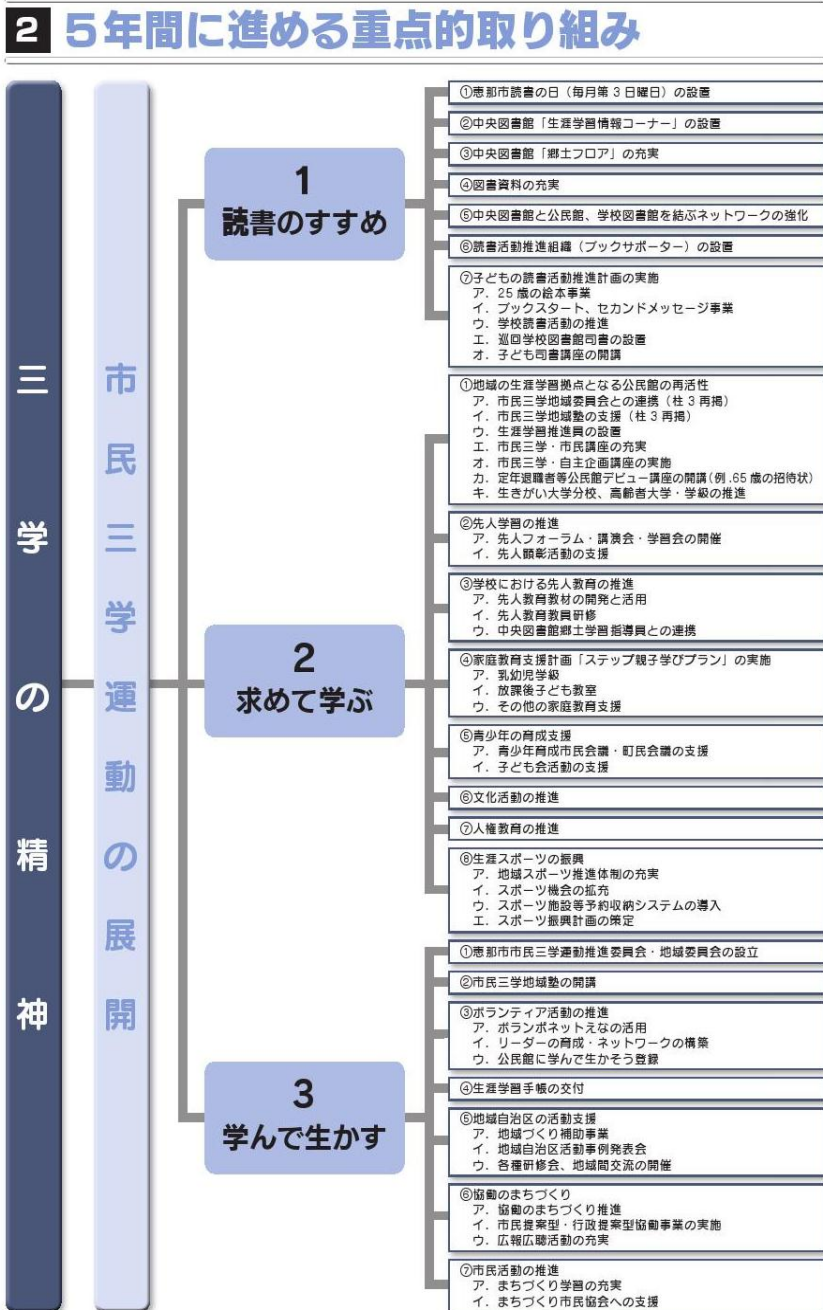 2 5年間に進める重点的取り組み
三学の精神
市民三学運動の展開
1
読書のすすめ
①恵那市読書の日（毎月第3日曜日）の設置
②中央図書館「生涯学習情報コーナー」の設置
③中央図書館「郷土フロア」の充実
④図書資料の充実
⑤中央図書館と公民館、学校図書館を結ぶネットワークの強化
⑥読書活動推進組織（ブックサポーター）の設置
⑦子どもの読書活動推進計画の実施
ア．25歳の絵本事業
イ．ブックスタート、セカンドメッセージ事業
ウ．学校読書活動の推進
エ．巡回学校図書館司書の設置
オ．子ども司書講座の開講
2
求めて学ぶ
①地域の生涯学習拠点となる公民館の再活性
ア．市民三学地域委員会との連携（柱3再掲）
イ．市民三学地域塾の支援（柱3再掲）
ウ．生涯学習推進員の設置
エ．市民三学・市民講座の充実
オ．市民三学・自主企画講座の実施
カ．定年退職者等公民館デビュー講座の開講（例.65歳の招待状）
キ．生きがい大学分校、高齢者大学・学級の推進
②先人学習の推進
ア．先人フォーラム・講演会・学習会の開催
イ．先人顕彰活動の支援
③学校における先人教育の推進
ア．先人教育教材の開発と活用
イ．先人教育教員研修
ウ．中央図書館郷土学習指導員との連携
④家庭教育支援計画「ステップ親子学びプラン」の実施
ア．乳幼児学級
イ．放課後子ども教室
ウ．その他の家庭教育支援
⑤青少年の育成支援
ア．青少年育成市民会議・町民会議の支援
イ．子ども会活動の支援
⑥文化活動の推進
⑦人権教育の推進
⑧生涯スポーツの振興
ア．地域スポーツ推進体制の充実
イ．スポーツ機会の拡充
ウ．スポーツ施設等予約収納システムの導入
エ．スポーツ振興計画の策定
3
学んで生かす
①恵那市市民三学運動推進委員会・地域委員会の設立
②市民三学地域塾の開講
③ボランティア活動の推進
ア．ボランポネットえなの活用
イ．リーダーの育成・ネットワークの構築
ウ．公民館に学んで生かそう登録
④生涯学習手帳の交付
⑤地域自治区の活動支援
ア．地域づくり補助事業
イ．地域自治区活動事例発表会
ウ．各種研修会、地域間交流の開催
⑥協働のまちづくり
ア．協働のまちづくり推進
イ．市民提案型・行政提案型協働事業の実施
ウ．広報広聴活動の充実
⑦市民活動の推進
ア．まちづくり学習の充実
イ．まちづくり市民協会への支援